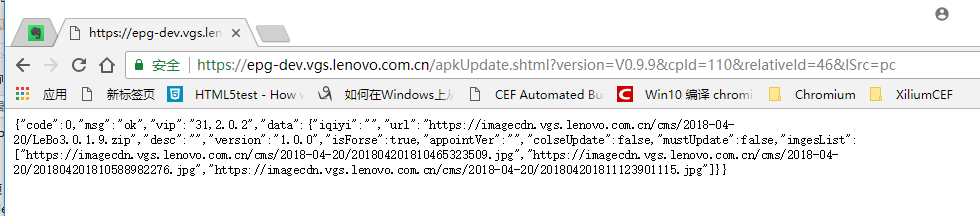 https://epg-dev.vgs.len
安全 https://epg-dev.vgs.lenovo.com.cn/apkUpdate.shtml?version=V0.9.9&cpId=110&relativeId=46&lSrc=pc
应用 新标签页 HTML5test - How w 如何在Windows上从 CEF Automated Bu Win10 编译 chromi Chromium XiliumCEF
{"code":0,"msg":"ok","vip":"31,2.0.2","data":{"iqiyi":"","url":"https://imagecdn.vgs.lenovo.com.cn/cms/2018-04-
20/LeBo3.0.1.9.zip","desc":"","version":"1.0.0","isForse":true,"appointVer":"","colseUpdate":false,"mustUpdate":false,"imgesList":
["https://imagecdn.vgs.lenovo.com.cn/cms/2018-04-20/201804201810465323509.jpg","https://imagecdn.vgs.lenovo.com.cn/cms/2018-04-
20/201804201810588982276.jpg","https://imagecdn.vgs.lenovo.com.cn/cms/2018-04-20/201804201811123901115.jpg"]}}